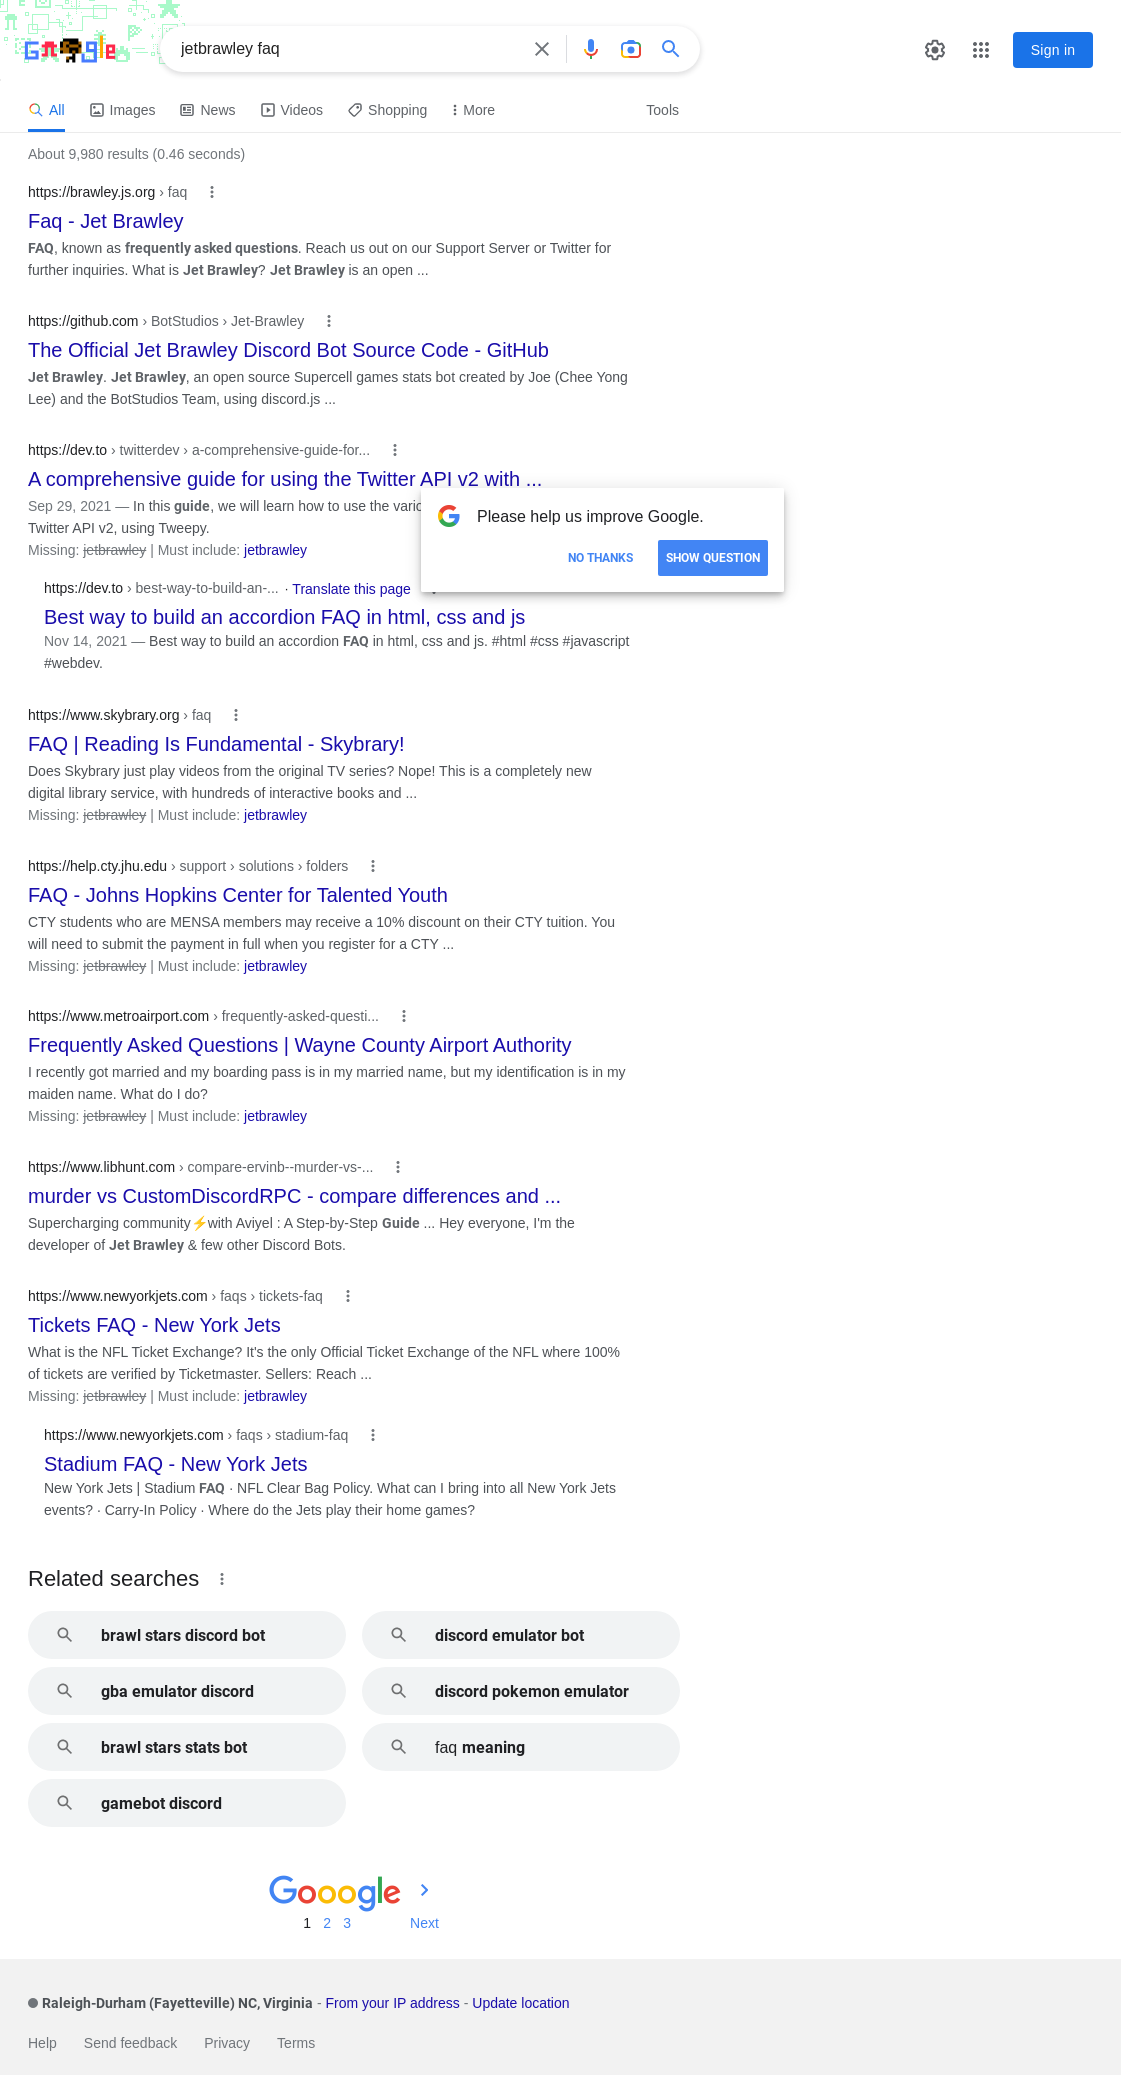 Google
jetbrawley faq
Sign in
All Images News Videos Shopping More Tools
About 9,980 results (0.46 seconds)
https://brawley.js.org › faq
Faq - Jet Brawley
FAQ, known as frequently asked questions. Reach us out on our Support Server or Twitter for
further inquiries. What is Jet Brawley? Jet Brawley is an open ...
https://github.com › BotStudios › Jet-Brawley
The Official Jet Brawley Discord Bot Source Code - GitHub
Jet Brawley. Jet Brawley, an open source Supercell games stats bot created by Joe (Chee Yong
Lee) and the BotStudios Team, using discord.js ...
https://dev.to › twitterdev › a-comprehensive-guide-for...
A comprehensive guide for using the Twitter API v2 with ...
Sep 29, 2021 — In this guide, we will learn how to use the
Twitter API v2, using Tweepy.
Missing: jetbrawley | Must include: jetbrawley
Please help us improve Google.
NO THANKS SHOW QUESTION
https://dev.to › best-way-to-build-an-... · Translate this page
Best way to build an accordion FAQ in html, css and js
Nov 14, 2021 — Best way to build an accordion FAQ in html, css and js. #html #css #javascript
#webdev.
https://www.skybrary.org › faq
FAQ | Reading Is Fundamental - Skybrary!
Does Skybrary just play videos from the original TV series? Nope! This is a completely new
digital library service, with hundreds of interactive books and ...
Missing: jetbrawley | Must include: jetbrawley
https://help.cty.jhu.edu › support › solutions › folders
FAQ - Johns Hopkins Center for Talented Youth
CTY students who are MENSA members may receive a 10% discount on their CTY tuition. You
will need to submit the payment in full when you register for a CTY ...
Missing: jetbrawley | Must include: jetbrawley
https://www.metroairport.com › frequently-asked-questi...
Frequently Asked Questions | Wayne County Airport Authority
I recently got married and my boarding pass is in my married name, but my identification is in my
maiden name. What do I do?
Missing: jetbrawley | Must include: jetbrawley
https://www.libhunt.com › compare-ervinb--murder-vs-...
murder vs CustomDiscordRPC - compare differences and ...
Supercharging community⚡with Aviyel : A Step-by-Step Guide ... Hey everyone, I'm the
developer of Jet Brawley & few other Discord Bots.
https://www.newyorkjets.com › faqs › tickets-faq
Tickets FAQ - New York Jets
What is the NFL Ticket Exchange? It's the only Official Ticket Exchange of the NFL where 100%
of tickets are verified by Ticketmaster. Sellers: Reach ...
Missing: jetbrawley | Must include: jetbrawley
https://www.newyorkjets.com › faqs › stadium-faq
Stadium FAQ - New York Jets
New York Jets | Stadium FAQ · NFL Clear Bag Policy. What can I bring into all New York Jets
events? · Carry-In Policy · Where do the Jets play their home games?
Related searches
brawl stars discord bot
discord emulator bot
gba emulator discord
discord pokemon emulator
brawl stars stats bot
faq meaning
gamebot discord
Gooogle
1 2 3 Next
Raleigh-Durham (Fayetteville) NC, Virginia - From your IP address - Update location
Help Send feedback Privacy Terms